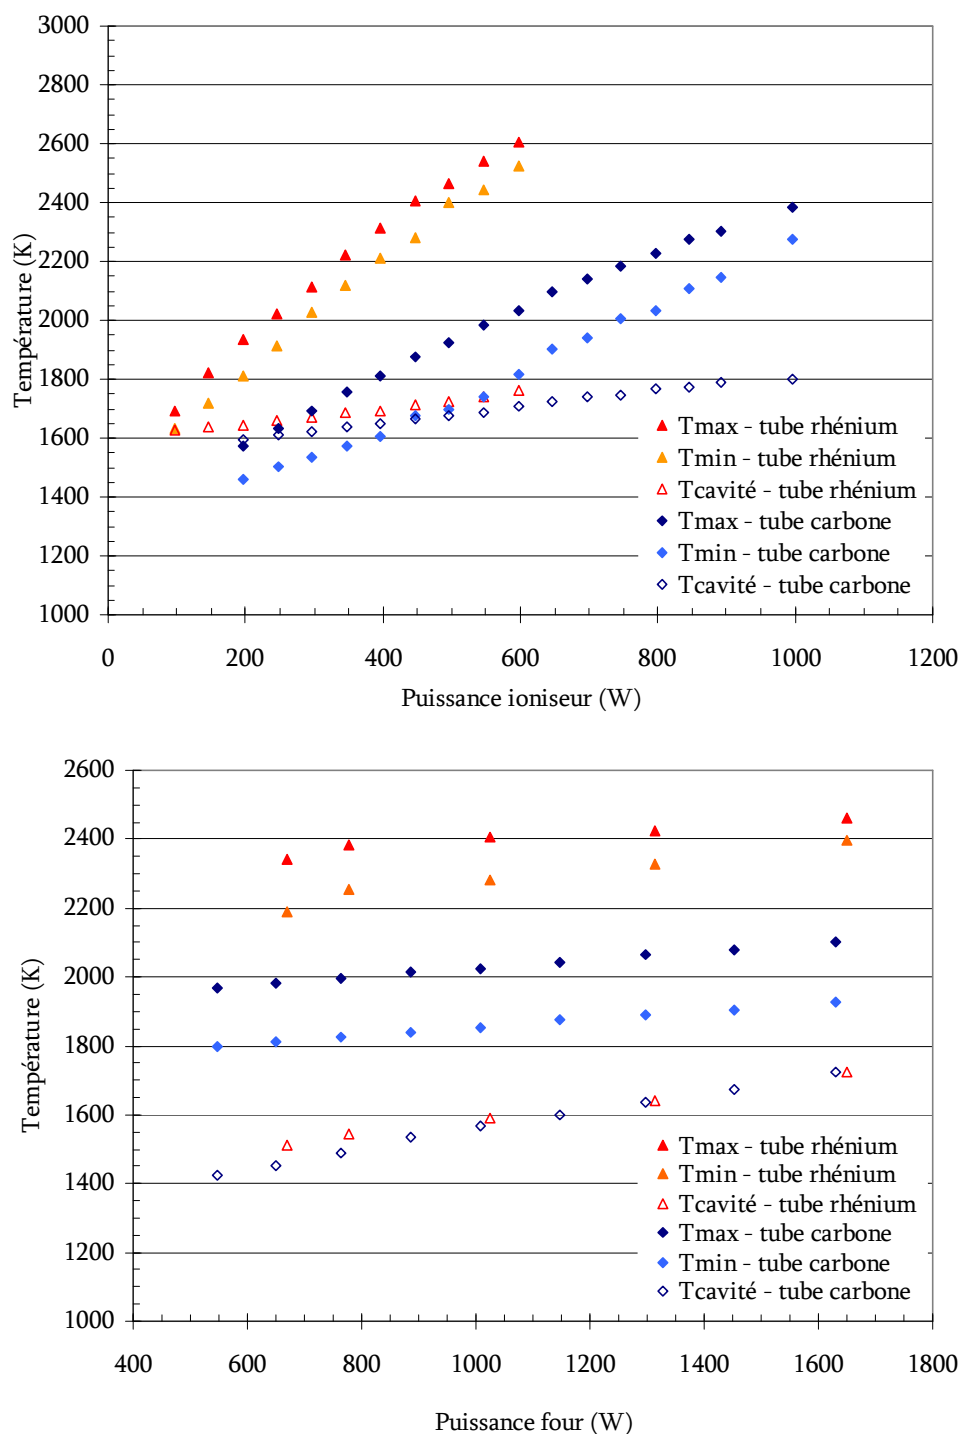 3000
2800
2600
2400
2200
2000
1800
1600
1400
1200
1000
Température (K)
Tmax - tube rhénium
Tmin - tube rhénium
Tcavité - tube rhénium
Tmax - tube carbone
Tmin - tube carbone
Tcavité - tube carbone
0 200 400 600 800 1000 1200
Puissance ioniseur (W)
2600
2400
2200
2000
1800
1600
1400
1200
1000
Température (K)
Tmax - tube rhénium
Tmin - tube rhénium
Tcavité - tube rhénium
Tmax - tube carbone
Tmin - tube carbone
Tcavité - tube carbone
400 600 800 1000 1200 1400 1600 1800
Puissance four (W)